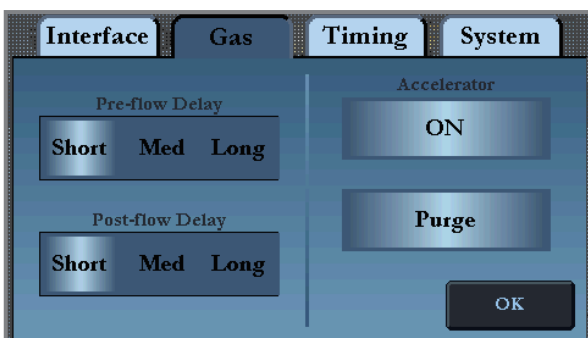 Interface Gas Timing System
Pre-flow Delay
Short Med Long
Post-flow Delay
Short Med Long
Accelerator
ON
Purge
OK